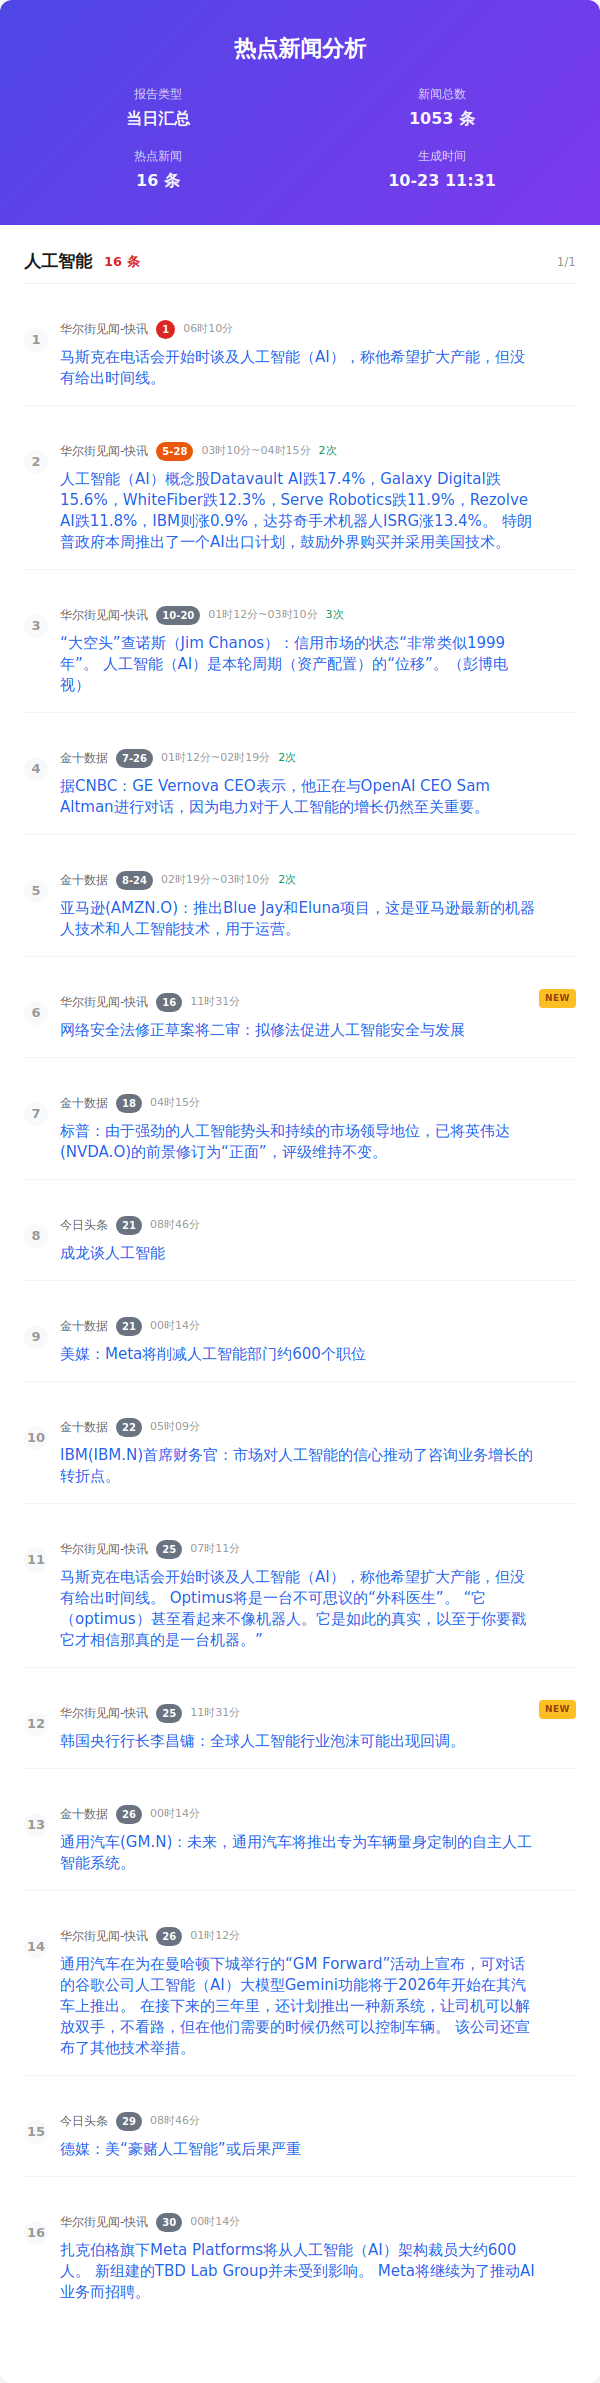 热点新闻分析
报告类型
当日汇总
新闻总数
1053 条
热点新闻
16 条
生成时间
10-23 11:31
人工智能 16 条 1/1
1
华尔街见闻-快讯 1 06时10分
马斯克在电话会开始时谈及人工智能（AI），称他希望扩大产能，但没
有给出时间线。
2
华尔街见闻-快讯 5-28 03时10分~04时15分 2次
人工智能（AI）概念股Datavault AI跌17.4%，Galaxy Digital跌
15.6%，WhiteFiber跌12.3%，Serve Robotics跌11.9%，Rezolve
AI跌11.8%，IBM则涨0.9%，达芬奇手术机器人ISRG涨13.4%。 特朗
普政府本周推出了一个AI出口计划，鼓励外界购买并采用美国技术。
3
华尔街见闻-快讯 10-20 01时12分~03时10分 3次
“大空头”查诺斯（Jim Chanos）：信用市场的状态“非常类似1999
年”。 人工智能（AI）是本轮周期（资产配置）的“位移”。（彭博电
视）
4
金十数据 7-26 01时12分~02时19分 2次
据CNBC：GE Vernova CEO表示，他正在与OpenAI CEO Sam
Altman进行对话，因为电力对于人工智能的增长仍然至关重要。
5
金十数据 8-24 02时19分~03时10分 2次
亚马逊(AMZN.O)：推出Blue Jay和Eluna项目，这是亚马逊最新的机器
人技术和人工智能技术，用于运营。
6
华尔街见闻-快讯 16 11时31分 NEW
网络安全法修正草案将二审：拟修法促进人工智能安全与发展
7
金十数据 18 04时15分
标普：由于强劲的人工智能势头和持续的市场领导地位，已将英伟达
(NVDA.O)的前景修订为“正面”，评级维持不变。
8
今日头条 21 08时46分
成龙谈人工智能
9
金十数据 21 00时14分
美媒：Meta将削减人工智能部门约600个职位
10
金十数据 22 05时09分
IBM(IBM.N)首席财务官：市场对人工智能的信心推动了咨询业务增长的
转折点。
11
华尔街见闻-快讯 25 07时11分
马斯克在电话会开始时谈及人工智能（AI），称他希望扩大产能，但没
有给出时间线。 Optimus将是一台不可思议的“外科医生”。 “它
（optimus）甚至看起来不像机器人。它是如此的真实，以至于你要戳
它才相信那真的是一台机器。”
12
华尔街见闻-快讯 25 11时31分 NEW
韩国央行行长李昌镛：全球人工智能行业泡沫可能出现回调。
13
金十数据 26 00时14分
通用汽车(GM.N)：未来，通用汽车将推出专为车辆量身定制的自主人工
智能系统。
14
华尔街见闻-快讯 26 01时12分
通用汽车在为在曼哈顿下城举行的“GM Forward”活动上宣布，可对话
的谷歌公司人工智能（AI）大模型Gemini功能将于2026年开始在其汽
车上推出。 在接下来的三年里，还计划推出一种新系统，让司机可以解
放双手，不看路，但在他们需要的时候仍然可以控制车辆。 该公司还宣
布了其他技术举措。
15
今日头条 29 08时46分
德媒：美“豪赌人工智能”或后果严重
16
华尔街见闻-快讯 30 00时14分
扎克伯格旗下Meta Platforms将从人工智能（AI）架构裁员大约600
人。 新组建的TBD Lab Group并未受到影响。 Meta将继续为了推动AI
业务而招聘。